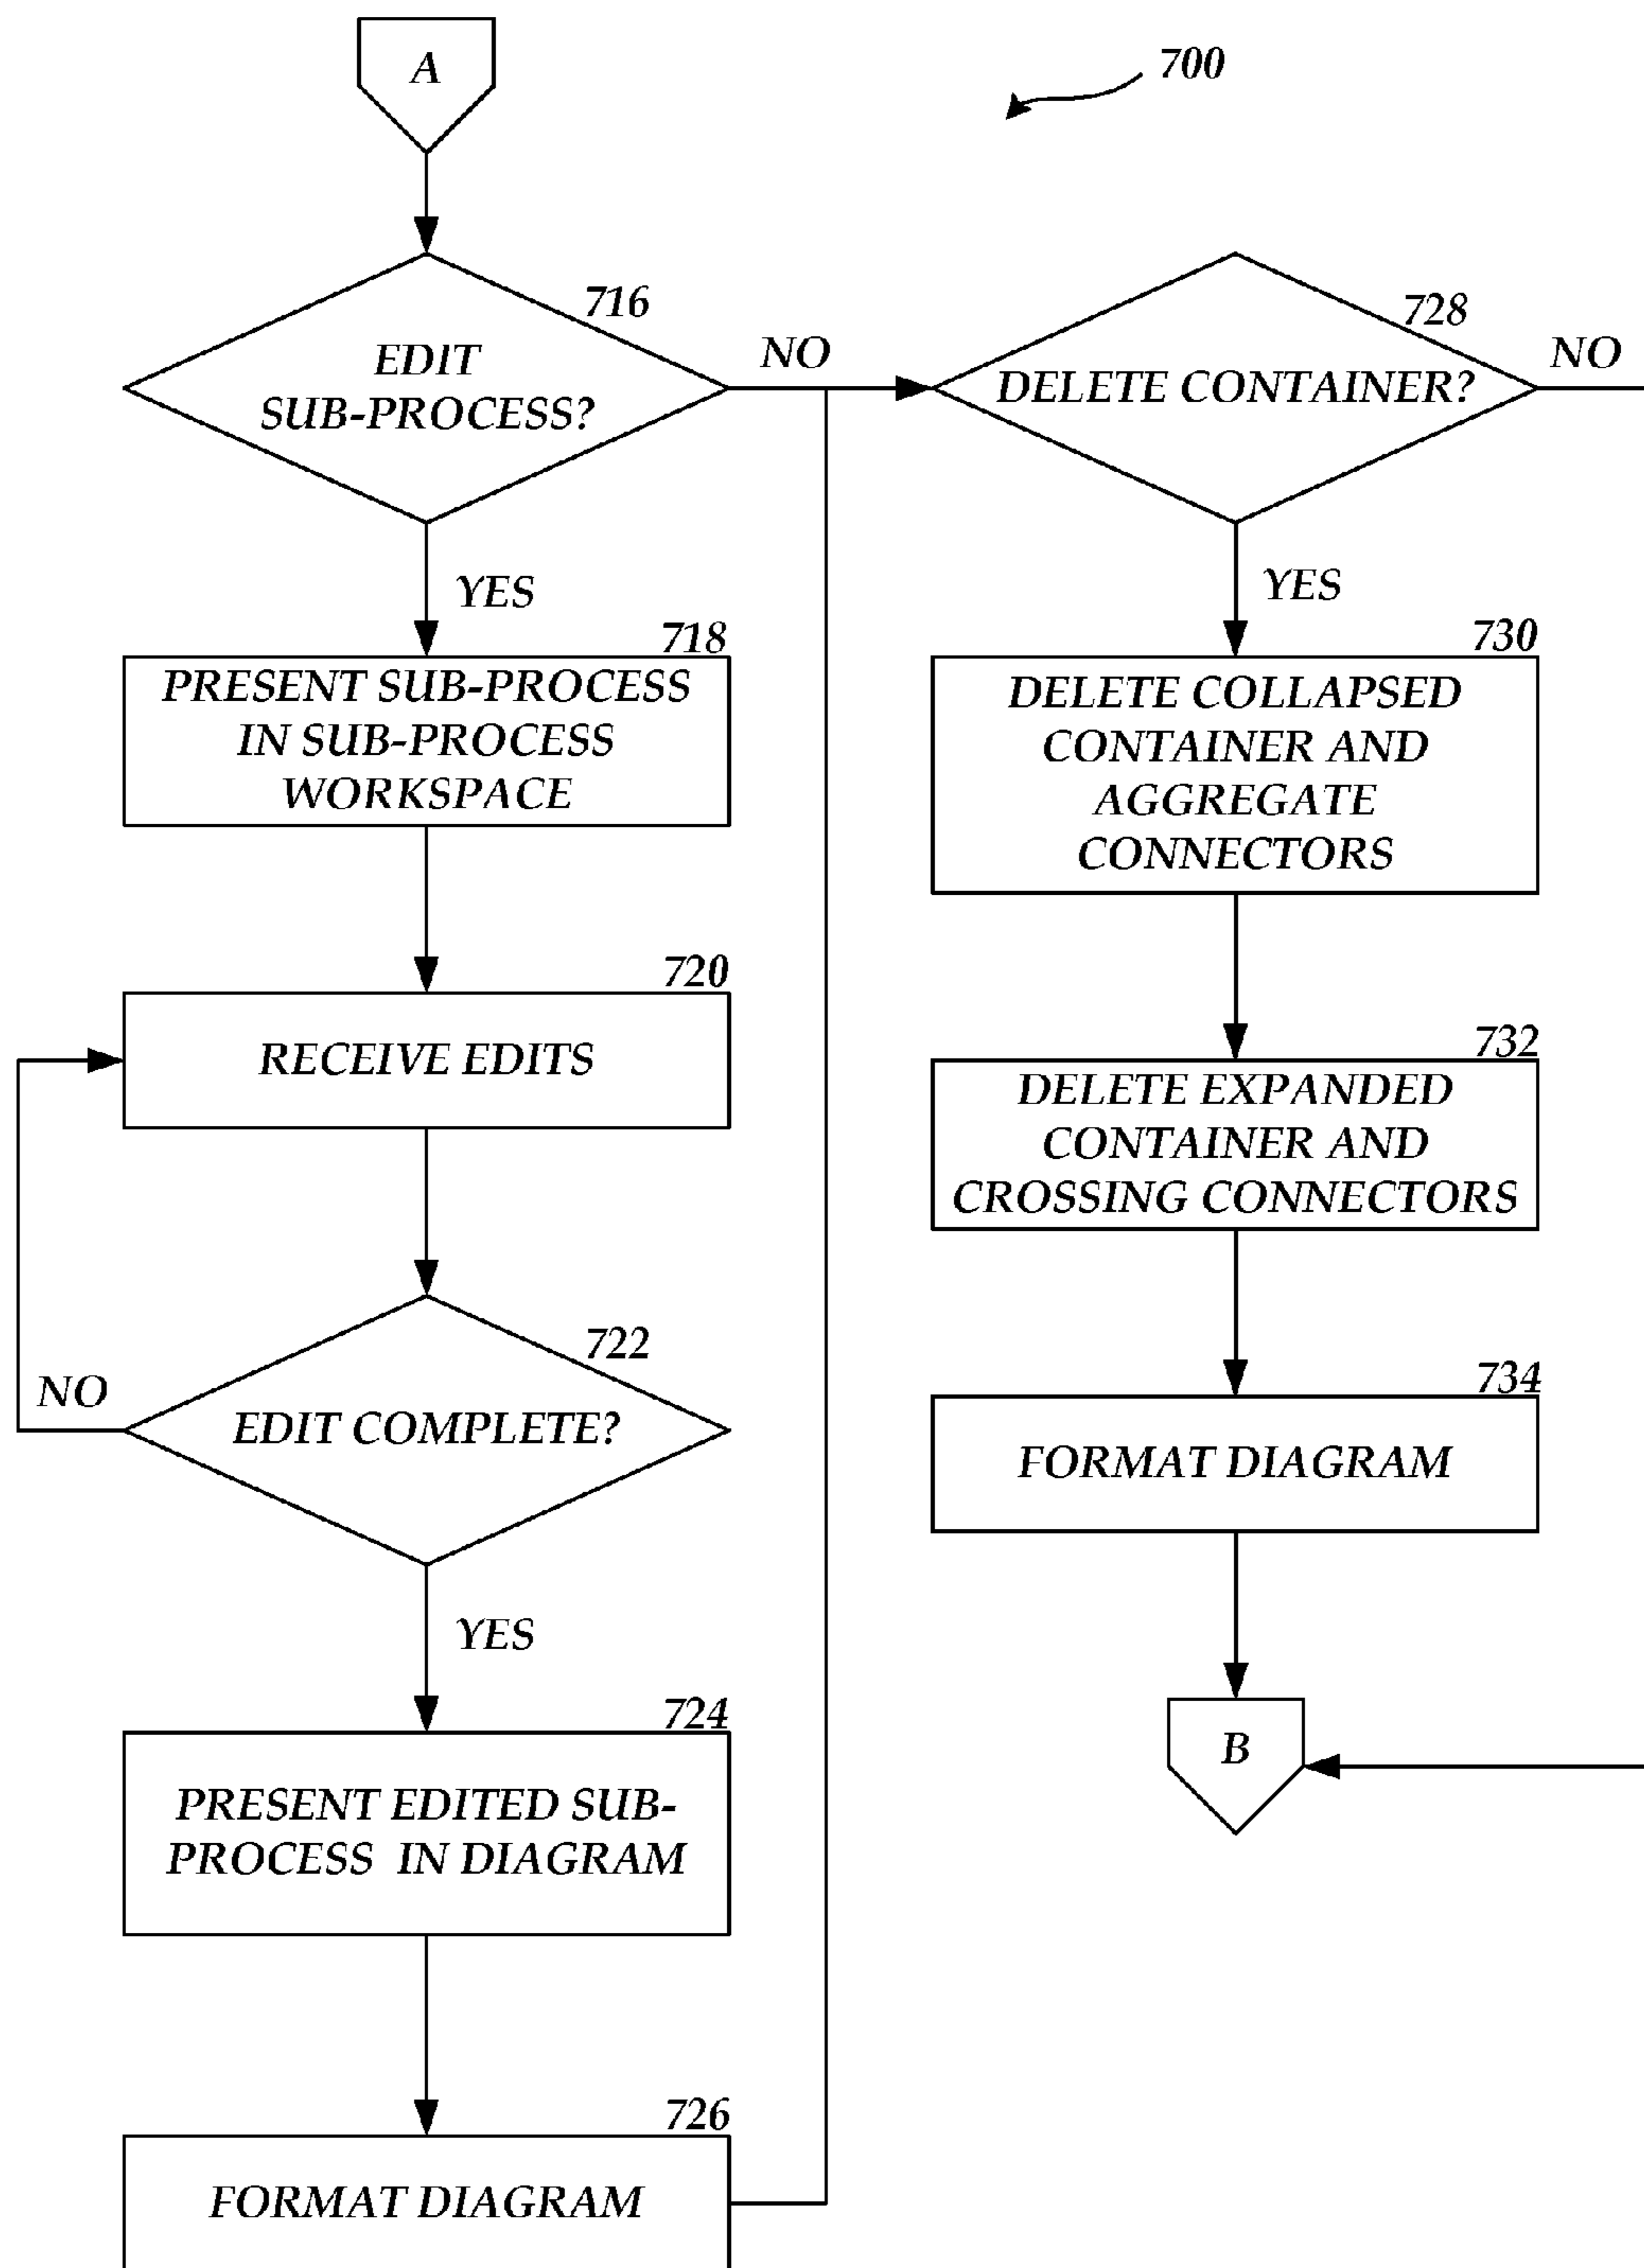 A
700
716
EDIT
SUB-PROCESS?
NO
YES
718
PRESENT SUB-PROCESS
IN SUB-PROCESS
WORKSPACE
720
RECEIVE EDITS
722
EDIT COMPLETE?
NO
YES
724
PRESENT EDITED SUB-
PROCESS IN DIAGRAM
726
FORMAT DIAGRAM
728
DELETE CONTAINER?
NO
YES
730
DELETE COLLAPSED
CONTAINER AND
AGGREGATE
CONNECTORS
732
DELETE EXPANDED
CONTAINER AND
CROSSING CONNECTORS
734
FORMAT DIAGRAM
B